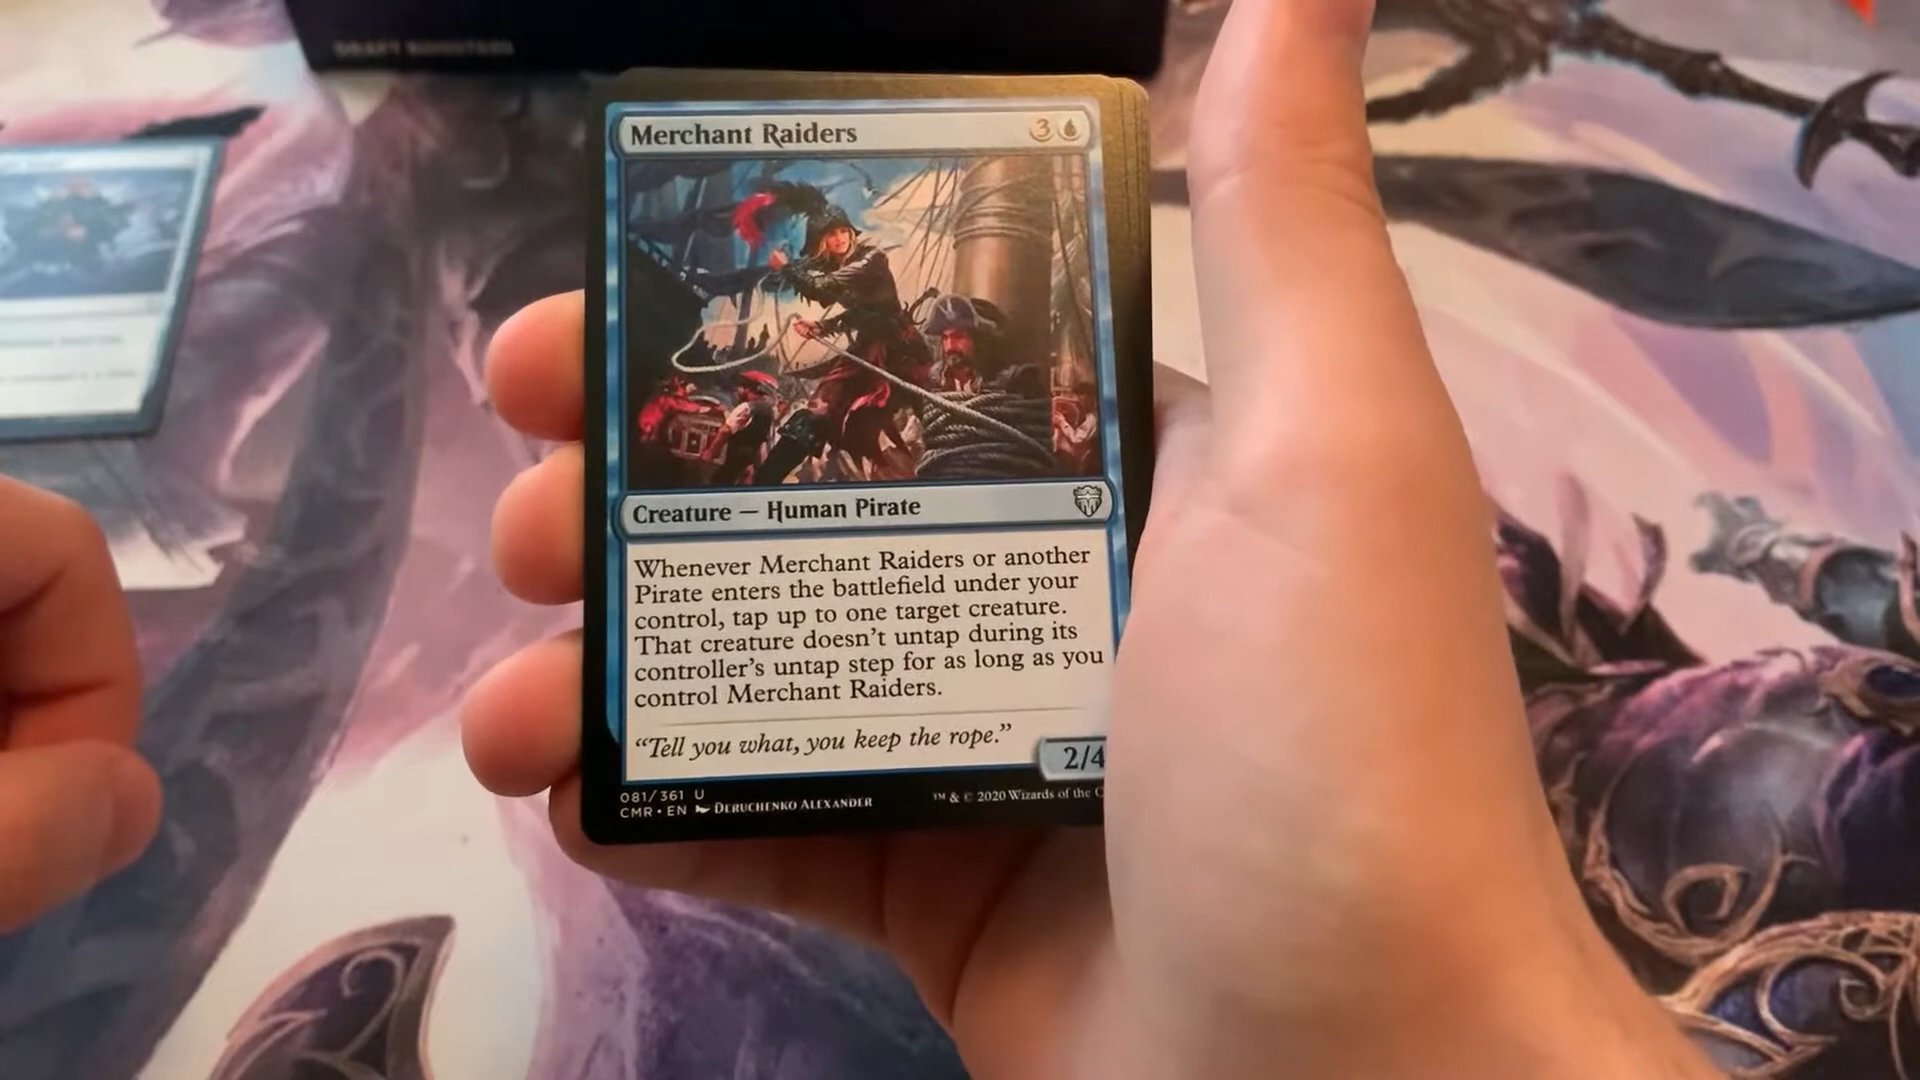 DRAFT BOOSTERS
Merchant Raiders 3
Creature — Human Pirate
Whenever Merchant Raiders or another
Pirate enters the battlefield under your
control, tap up to one target creature.
That creature doesn't untap during its
controller's untap step for as long as you
control Merchant Raiders.
“Tell you what, you keep the rope.”
2/4
081/361 U
CMR • EN DERUCHENKO ALEXANDER
™ & © 2020 Wizards of the C